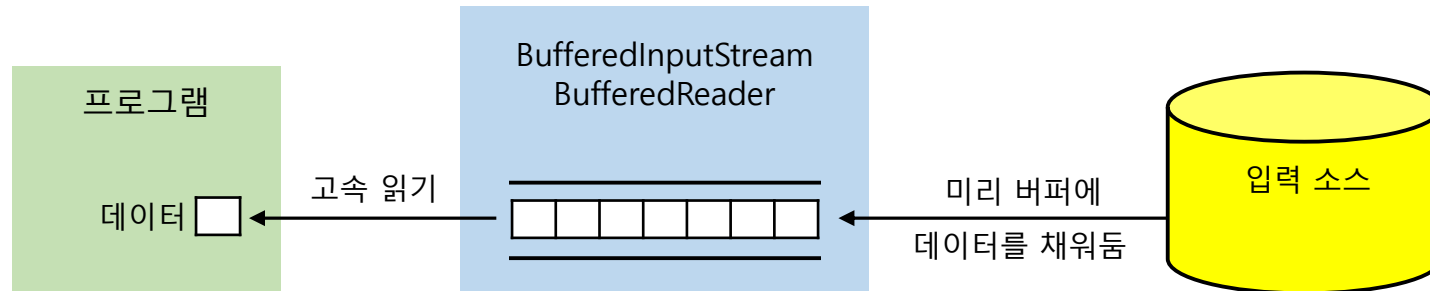 프로그램
데이터
고속 읽기
BufferedInputStream
BufferedReader
미리 버퍼에
데이터를 채워둠
입력 소스